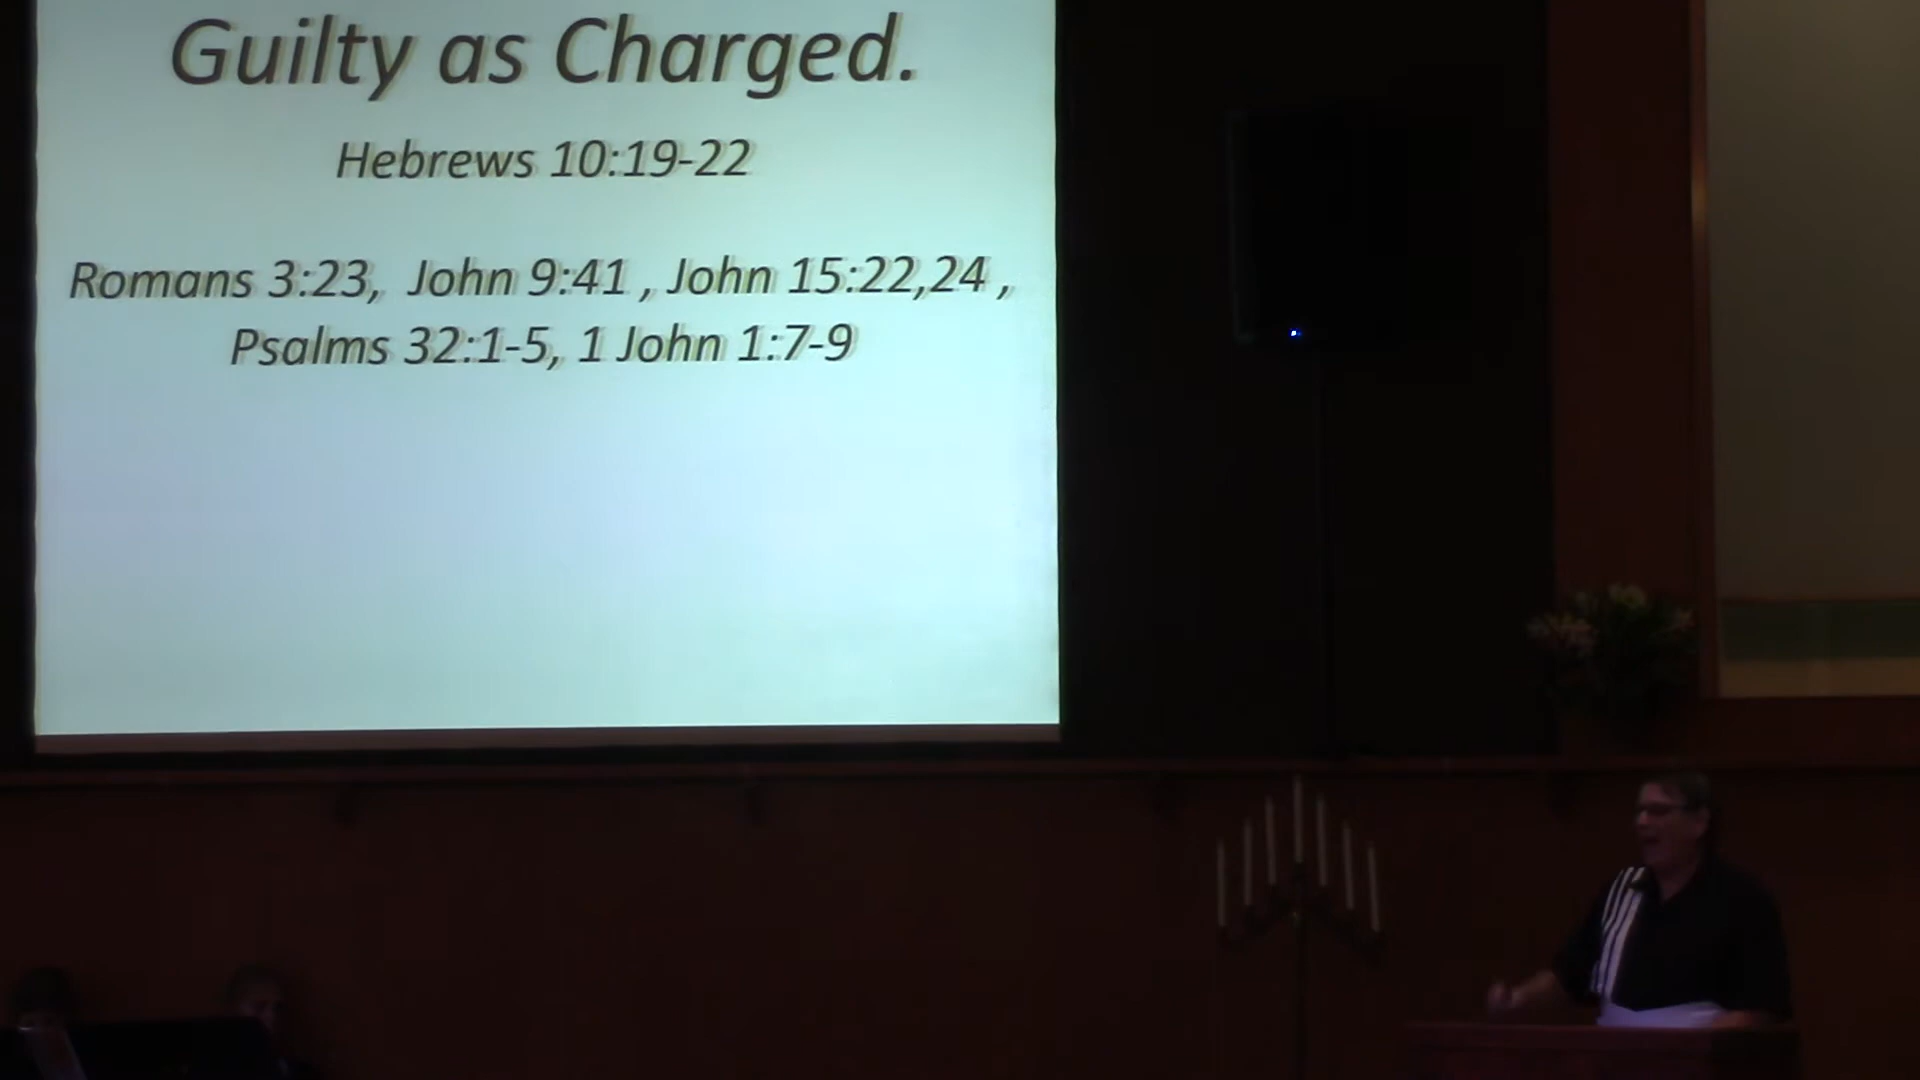 Guilty as Charged.
Hebrews 10:19-22
Romans 3:23, John 9:41 , John 15:22,24 ,
Psalms 32:1-5, 1 John 1:7-9